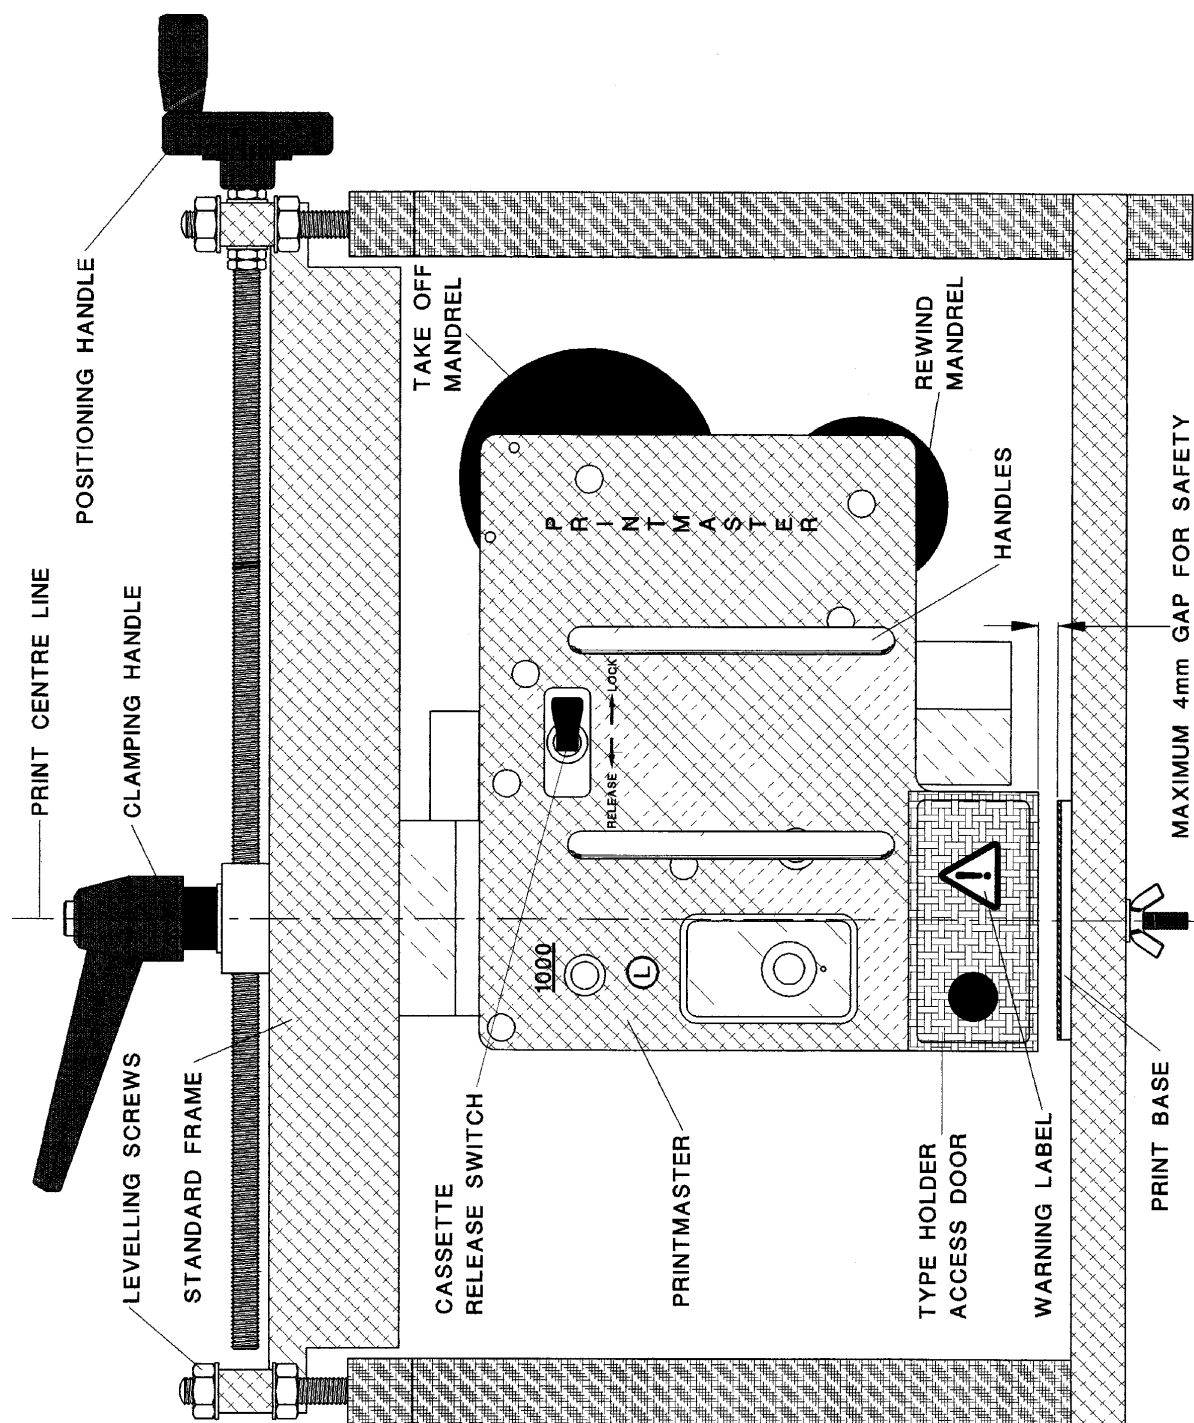 POSITIONING HANDLE
PRINT CENTRE LINE
CLAMPING HANDLE
LEVELLING SCREWS
STANDARD FRAME
TAKE OFF
MANDREL
REWIND
MANDREL
HANDLES
MAXIMUM 4mm GAP FOR SAFETY
PRINTMASTER
RELEASE
LOCK
1000
L
!
CASSETTE
RELEASE SWITCH
PRINTMASTER
TYPE HOLDER
ACCESS DOOR
WARNING LABEL
PRINT BASE